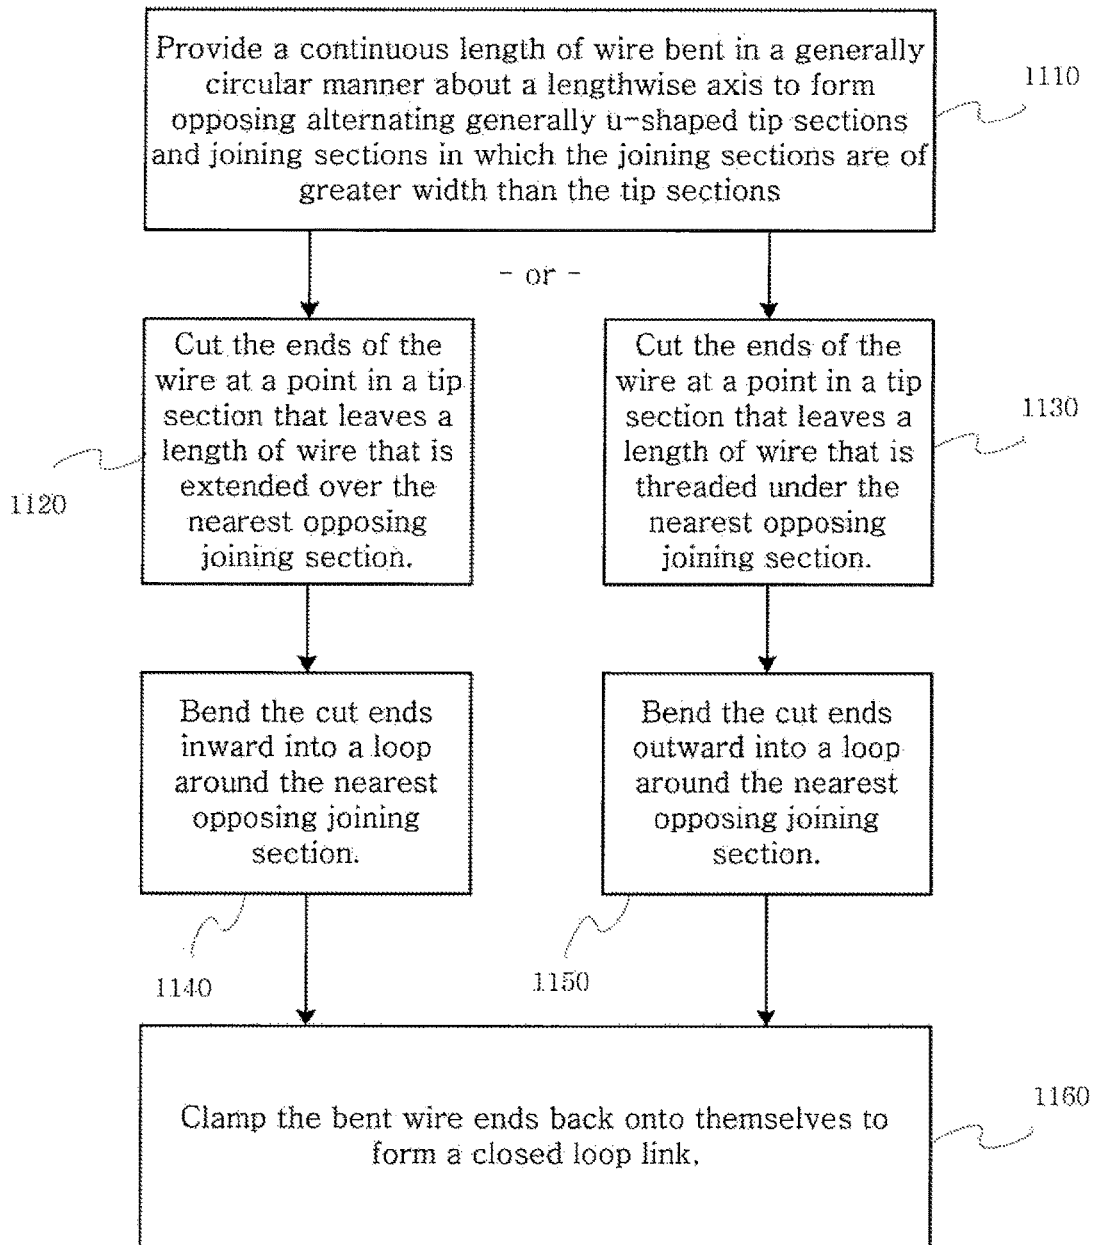 Provide a continuous length of wire bent in a generally
circular manner about a lengthwise axis to form
opposing alternating generally u-shaped tip sections
and joining sections in which the joining sections are of
greater width than the tip sections
1110
- or -
Cut the ends of the
wire at a point in a tip
section that leaves a
length of wire that is
extended over the
nearest opposing
joining section.
1120
Cut the ends of the
wire at a point in a tip
section that leaves a
length of wire that is
threaded under the
nearest opposing
joining section.
1130
Bend the cut ends
inward into a loop
around the nearest
opposing joining
section.
1140
Bend the cut ends
outward into a loop
around the nearest
opposing joining
section.
1150
Clamp the bent wire ends back onto themselves to
form a closed loop link.
1160